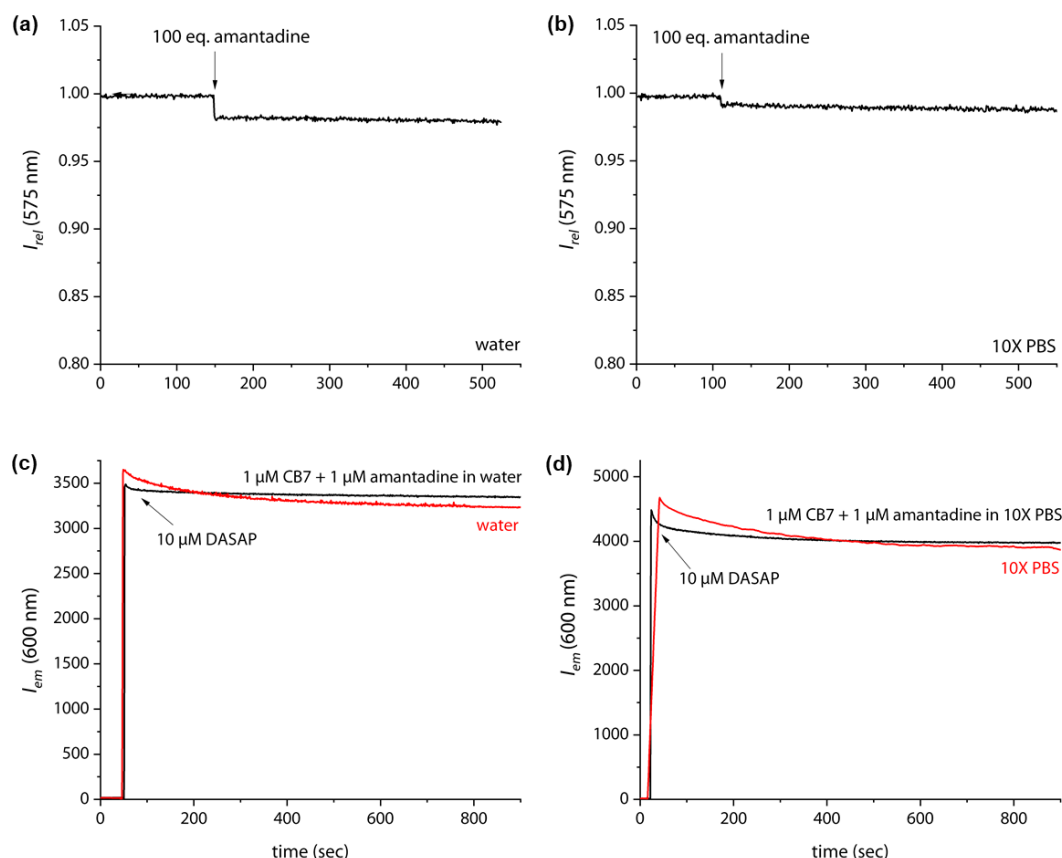 (a)
1.05
1.00
0.95
0.90
0.85
0.80
I_rel (575 nm)
100 eq. amantadine
water
0 100 200 300 400 500
(b)
1.05
1.00
0.95
0.90
0.85
0.80
I_rel (575 nm)
100 eq. amantadine
10X PBS
0 100 200 300 400 500
(c)
3500
3000
2500
2000
1500
1000
500
0
I_em (600 nm)
1 μM CB7 + 1 μM amantadine in water
water
10 μM DASAP
0 200 400 600 800
time (sec)
(d)
5000
4000
3000
2000
1000
0
I_em (600 nm)
1 μM CB7 + 1 μM amantadine in 10X PBS
10X PBS
10 μM DASAP
0 200 400 600 800
time (sec)